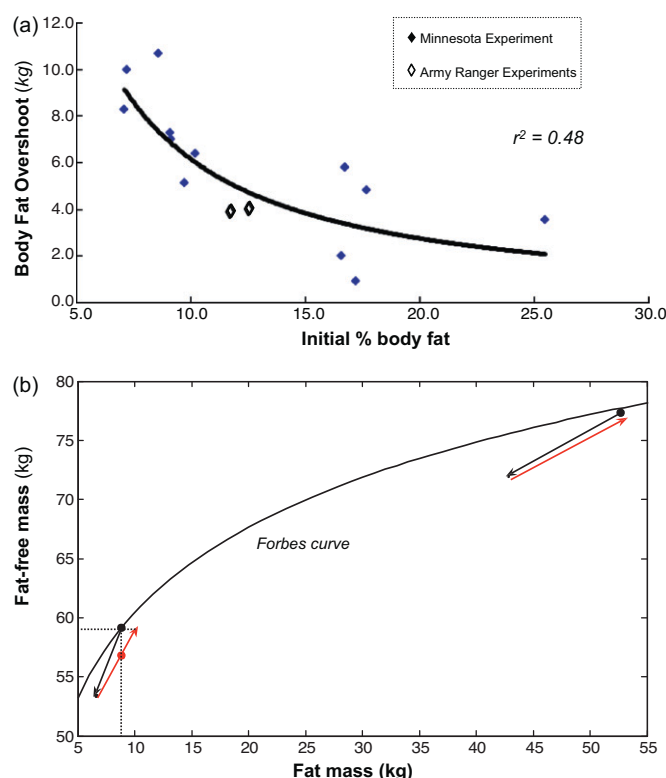 (a)
12.0
10.0
8.0
6.0
4.0
2.0
0.0
Body Fat Overshoot (kg)
Minnesota Experiment
Army Ranger Experiments
r² = 0.48
5.0 10.0 15.0 20.0 25.0 30.0
Initial % body fat
(b)
80
75
70
65
60
55
50
Fat-free mass (kg)
Forbes curve
5 10 15 20 25 30 35 40 45 50 55
Fat mass (kg)